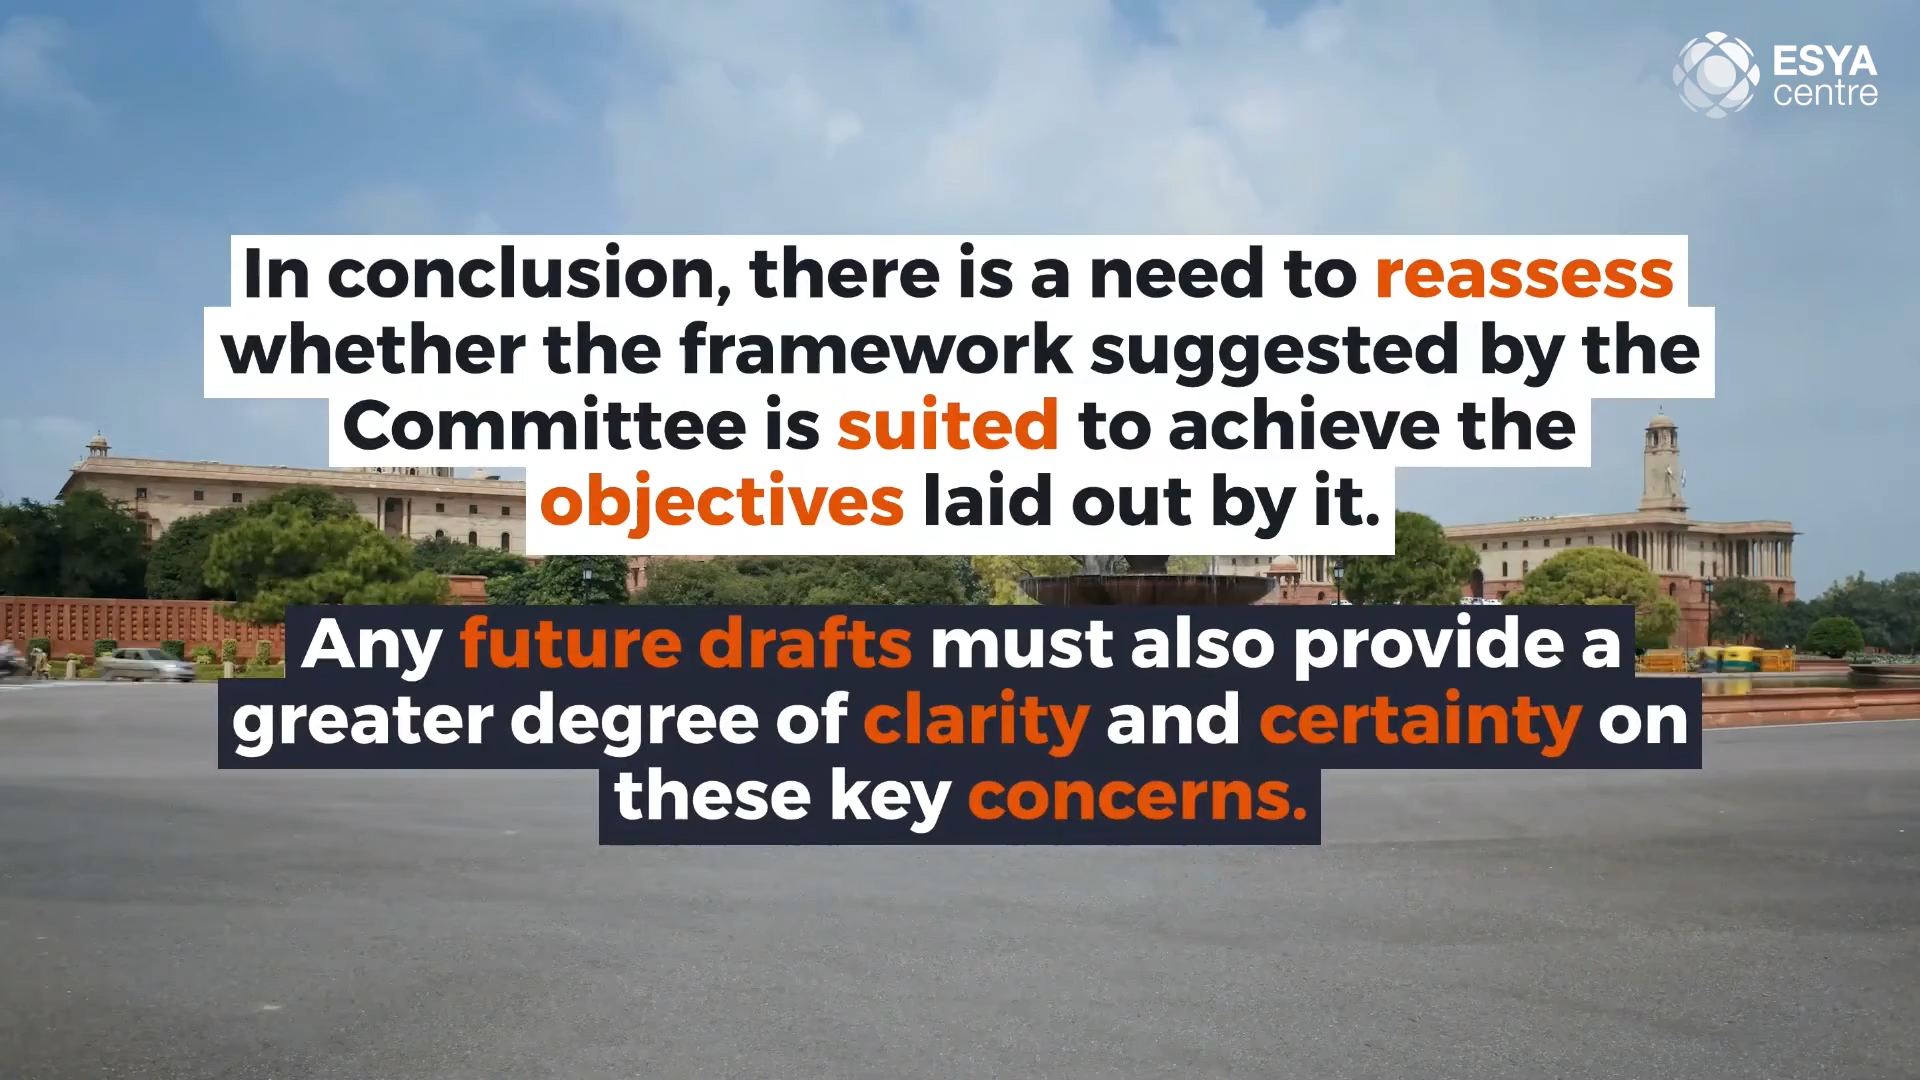 ESYA
centre
In conclusion, there is a need to reassess
whether the framework suggested by the
Committee is suited to achieve the
objectives laid out by it.
Any future drafts must also provide a
greater degree of clarity and certainty on
these key concerns.